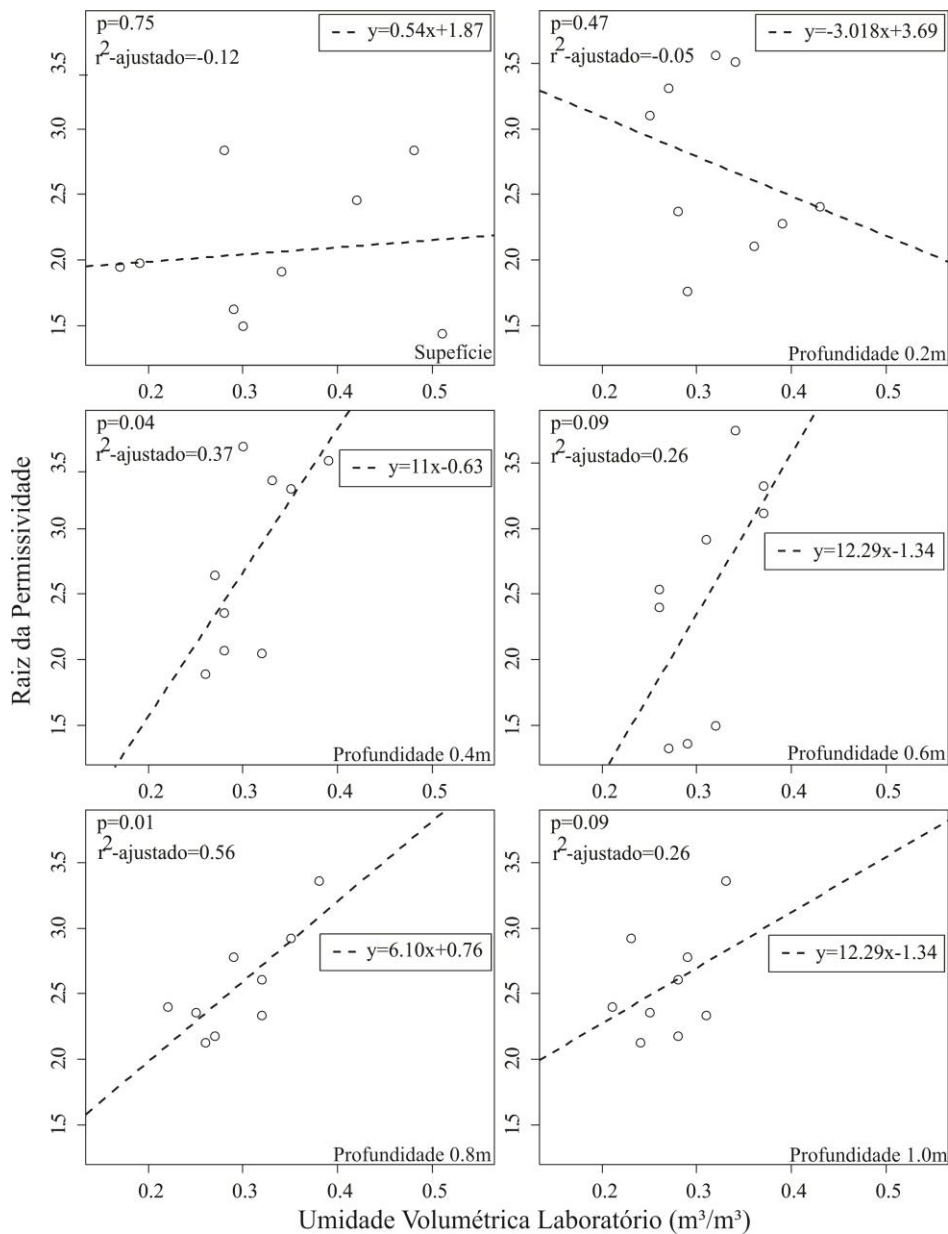 p=0.75
r²-ajustado=-0.12
y=0.54x+1.87
3.5
3.0
2.5
2.0
1.5
Supefície
0.2 0.3 0.4 0.5
p=0.47
r²-ajustado=-0.05
y=-3.018x+3.69
3.5
3.0
2.5
2.0
1.5
Profundidade 0.2m
0.2 0.3 0.4 0.5
p=0.04
r²-ajustado=0.37
y=11x-0.63
3.5
3.0
2.5
2.0
1.5
Profundidade 0.4m
0.2 0.3 0.4 0.5
p=0.09
r²-ajustado=0.26
y=12.29x-1.34
3.5
3.0
2.5
2.0
1.5
Profundidade 0.6m
0.2 0.3 0.4 0.5
p=0.01
r²-ajustado=0.56
y=6.10x+0.76
3.5
3.0
2.5
2.0
1.5
Profundidade 0.8m
0.2 0.3 0.4 0.5
p=0.09
r²-ajustado=0.26
y=12.29x-1.34
3.5
3.0
2.5
2.0
1.5
Profundidade 1.0m
0.2 0.3 0.4 0.5
Raiz da Permissividade
Umidade Volumétrica Laboratório (m³/m³)